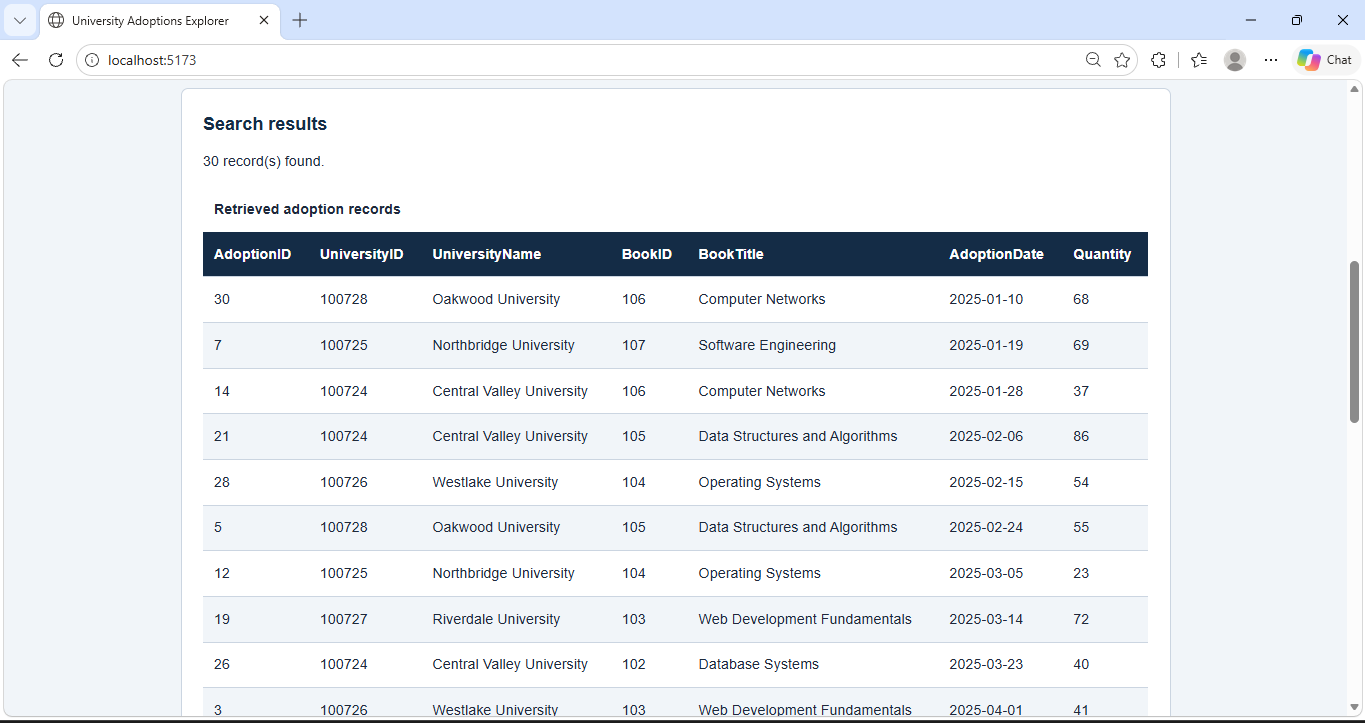 University Adoptions Explorer
localhost:5173
Chat
Search results
30 record(s) found.
Retrieved adoption records
AdoptionID UniversityID UniversityName BookID BookTitle AdoptionDate Quantity
30 100728 Oakwood University 106 Computer Networks 2025-01-10 68
7 100725 Northbridge University 107 Software Engineering 2025-01-19 69
14 100724 Central Valley University 106 Computer Networks 2025-01-28 37
21 100724 Central Valley University 105 Data Structures and Algorithms 2025-02-06 86
28 100726 Westlake University 104 Operating Systems 2025-02-15 54
5 100728 Oakwood University 105 Data Structures and Algorithms 2025-02-24 55
12 100725 Northbridge University 104 Operating Systems 2025-03-05 23
19 100727 Riverdale University 103 Web Development Fundamentals 2025-03-14 72
26 100724 Central Valley University 102 Database Systems 2025-03-23 40
3 100726 Westlake University 103 Web Development Fundamentals 2025-04-01 41